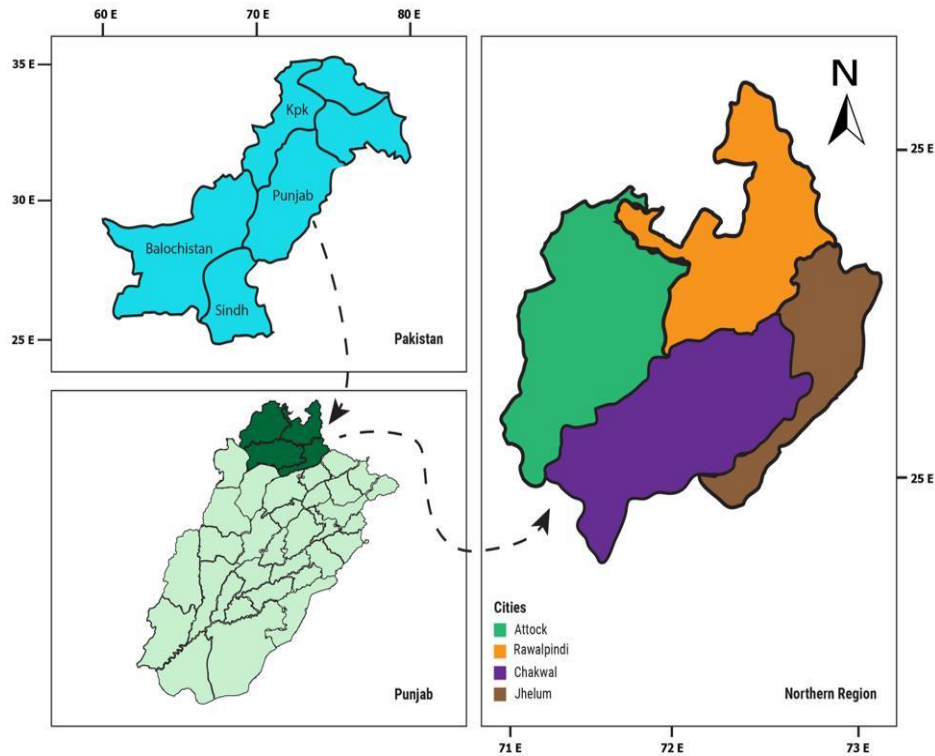 60 E
70 E
80 E
35 E
30 E
25 E
Kpk
Punjab
Balochistan
Sindh
Pakistan
Punjab
N
25 E
25 E
Cities
Attock
Rawalpindi
Chakwal
Jhelum
Northern Region
71 E
72 E
73 E